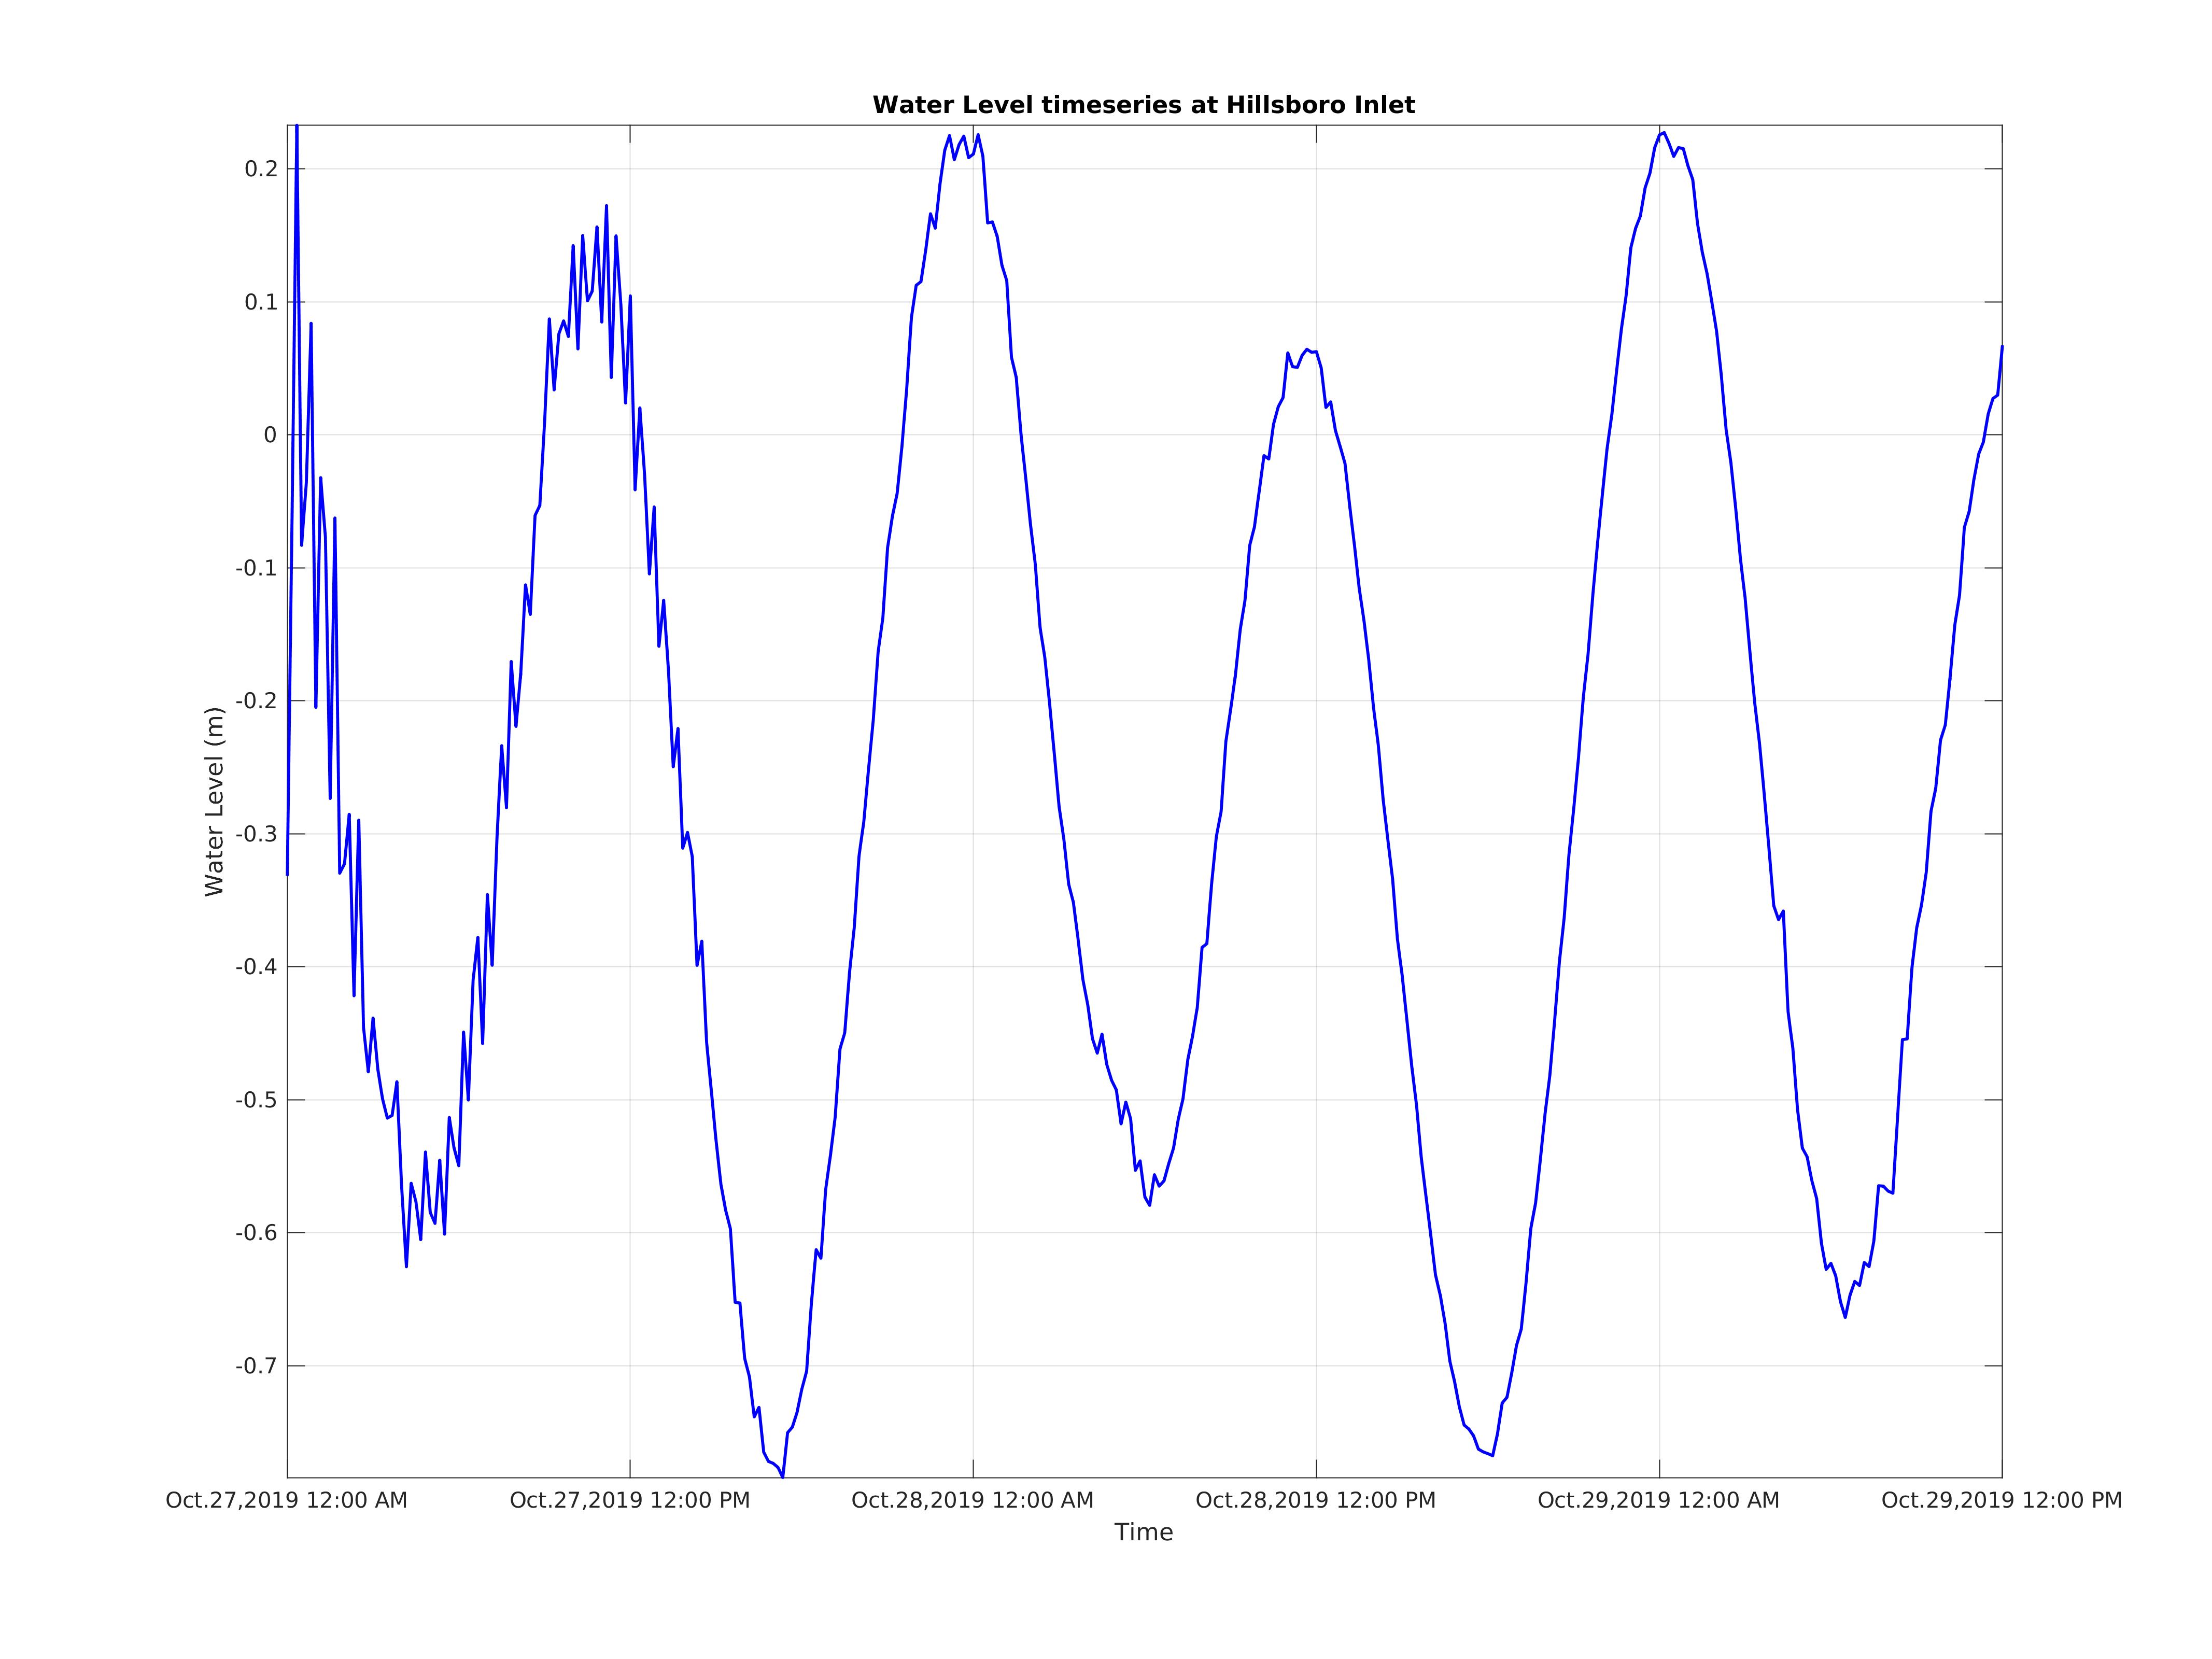 Water Level timeseries at Hillsboro Inlet
0.2
0.1
0
-0.1
-0.2
-0.3
-0.4
-0.5
-0.6
-0.7
Water Level (m)
Oct.27,2019 12:00 AM
Oct.27,2019 12:00 PM
Oct.28,2019 12:00 AM
Oct.28,2019 12:00 PM
Oct.29,2019 12:00 AM
Oct.29,2019 12:00 PM
Time